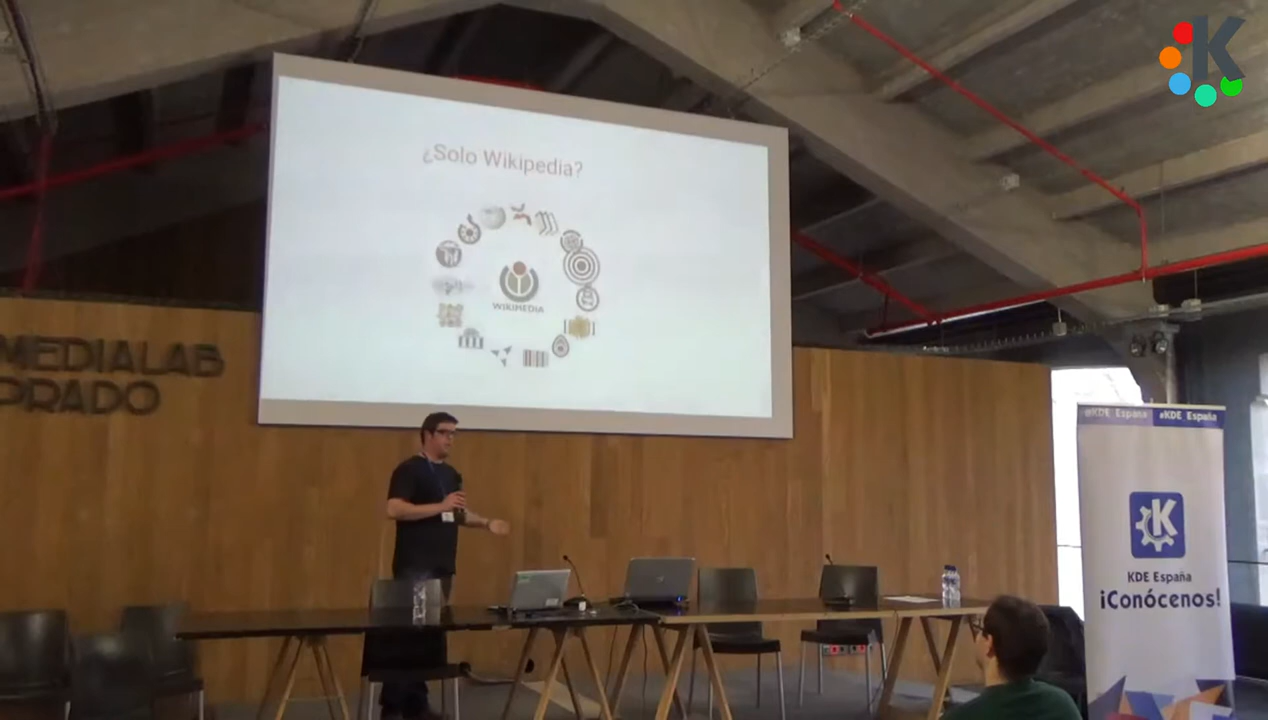 ¿Solo Wikipedia?
WIKIMEDIA
MEDIALAB
PRADO
KDE España
KDE España
K
KDE España
¡Conócenos!
K